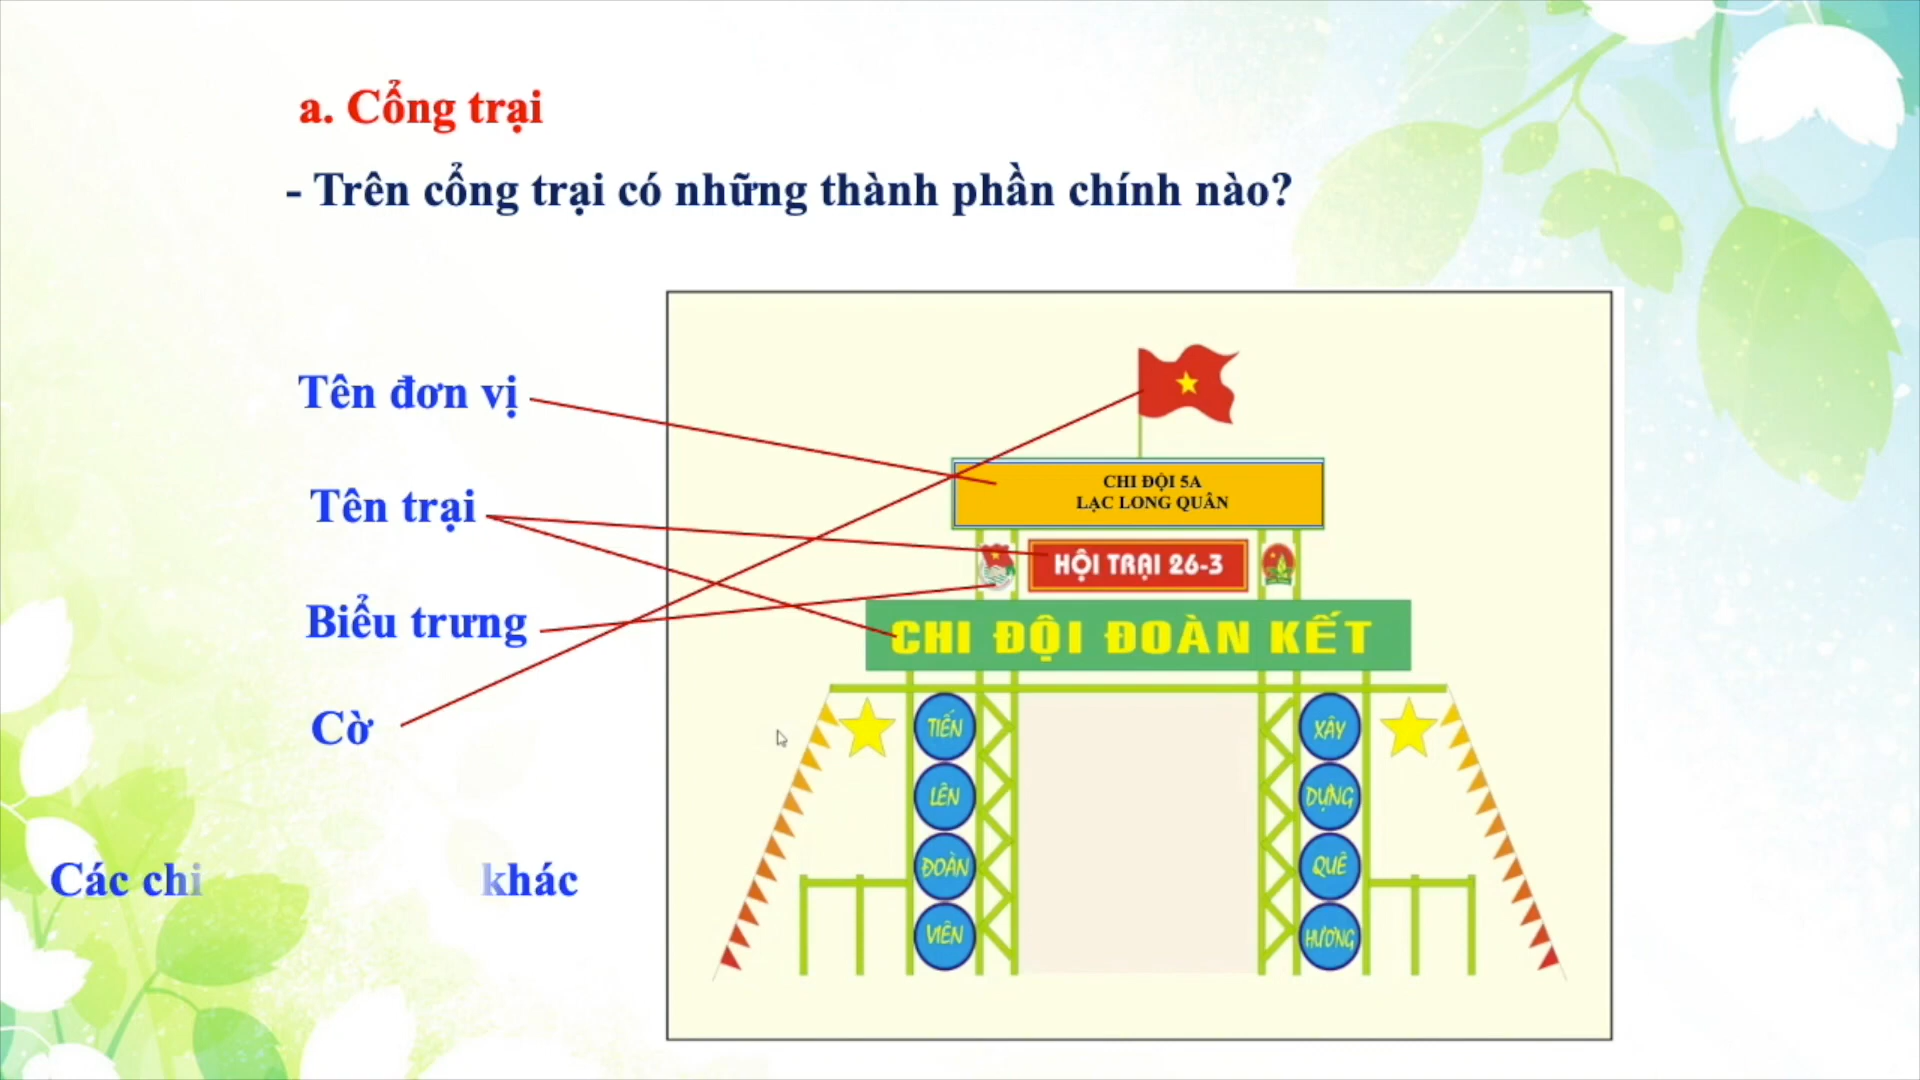 a. Cổng trại
- Trên cổng trại có những thành phần chính nào?
Tên đơn vị
Tên trại
Biểu trưng
Cờ
Các chi khác
CHI ĐỘI 5A
LẠC LONG QUÂN
HỘI TRẠI 26-3
CHI ĐỘI ĐOÀN KẾT
TIẾN
LÊN
ĐOÀN
VIÊN
XÂY
DỰNG
QUÊ
HƯƠNG